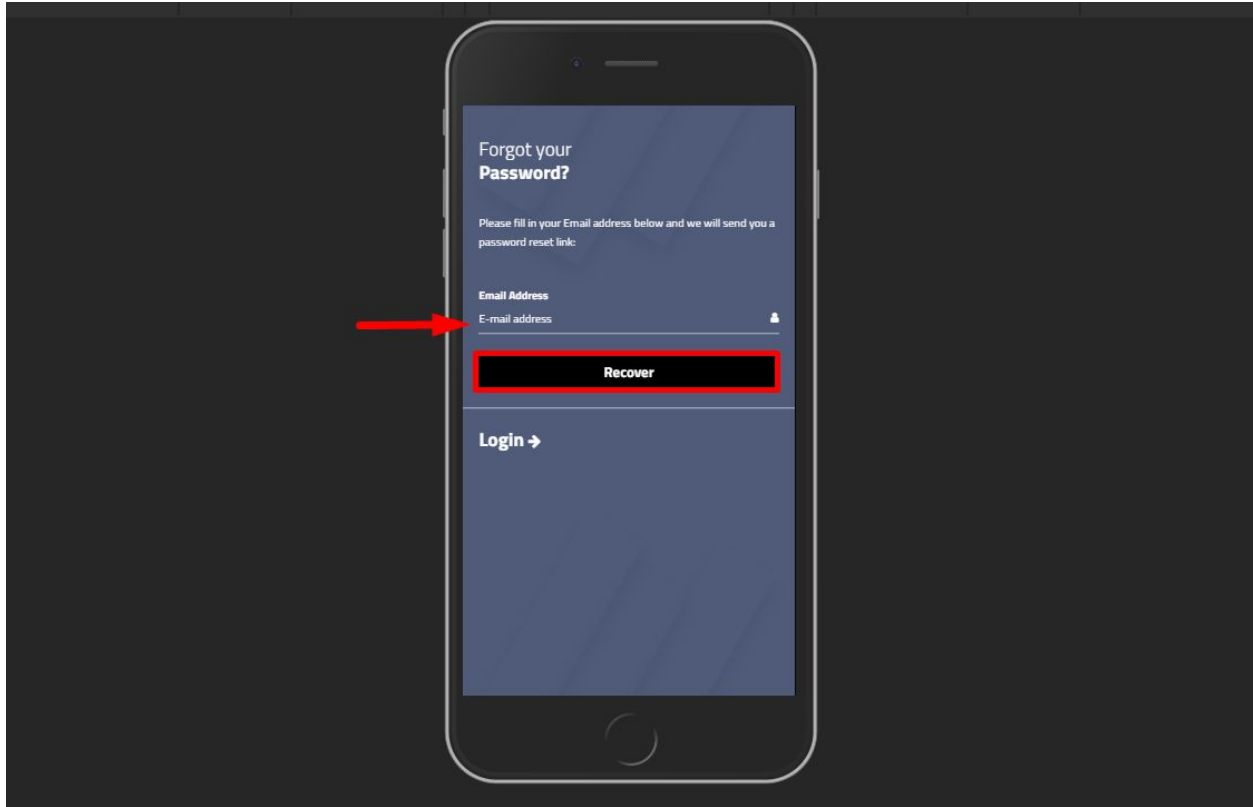 Forgot your
Password?
Please fill in your Email address below and we will send you a
password reset link:
Email Address
E-mail address
Recover
Login